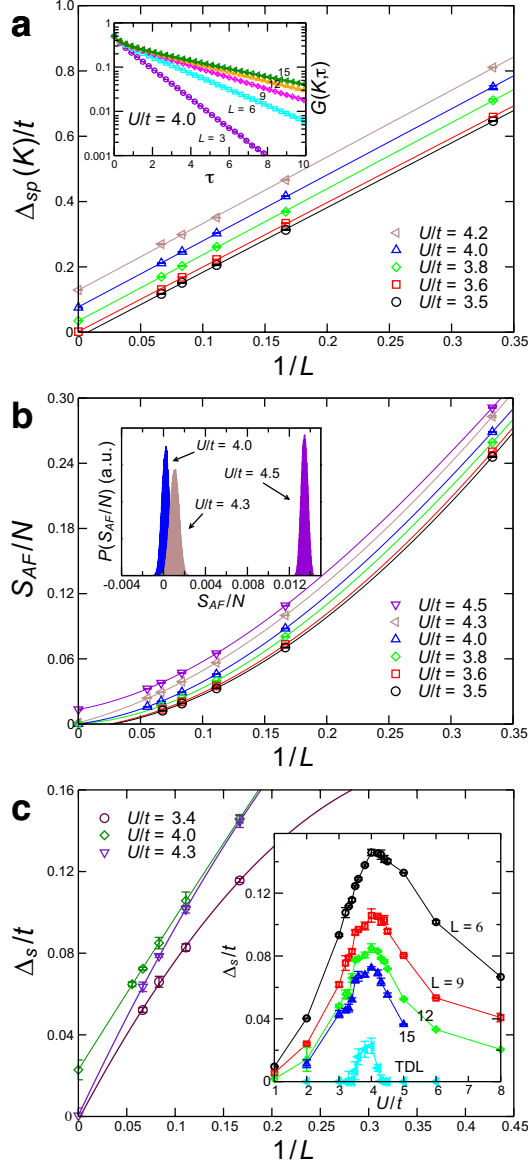 a
Δsp(K)/t
0.8
0.6
0.4
0.2
0
0 0.05 0.1 0.15 0.2 0.25 0.3 0.35
1/L
U/t = 4.2
U/t = 4.0
U/t = 3.8
U/t = 3.6
U/t = 3.5
1
0.1
0.01
0.001
0 2 4 6 8 10
τ
G(K,τ)
U/t = 4.0
15
12
9
L = 6
L = 3
b
SAF/N
0.30
0.24
0.18
0.12
0.06
0
0 0.05 0.1 0.15 0.2 0.25 0.3 0.35
1/L
U/t = 4.5
U/t = 4.3
U/t = 4.0
U/t = 3.8
U/t = 3.6
U/t = 3.5
P(SAF/N) (a.u.)
U/t = 4.0
U/t = 4.5
U/t = 4.3
-0.004 0 0.004 0.008 0.012
SAF/N
c
Δs/t
0.16
0.12
0.08
0.04
0
0 0.05 0.1 0.15 0.2 0.25 0.3 0.35
1/L
U/t = 3.4
U/t = 4.0
U/t = 4.3
Δs/t
0.12
0.08
0.04
0
1 2 3 4 5 6 7 8
U/t
L = 6
L = 9
12
15
TDL